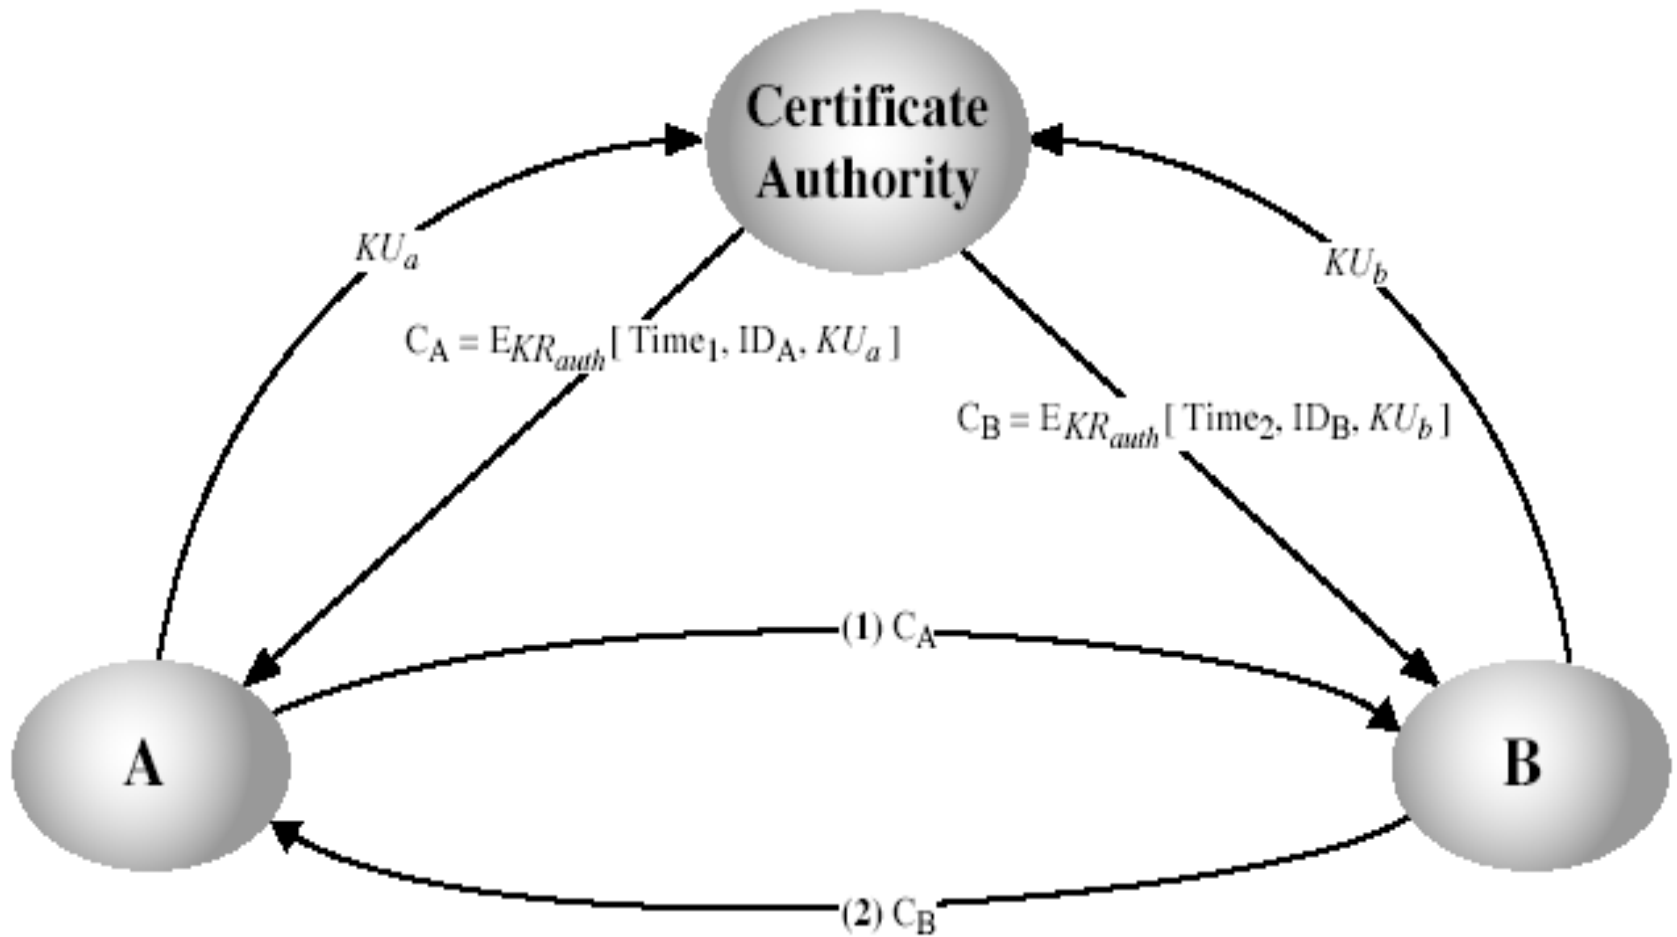 Certificate
Authority
KUa
KUb
CA = EKRauth[ Time1, IDA, KUa ]
CB = EKRauth[ Time2, IDB, KUb ]
(1) CA
A
B
(2) CB